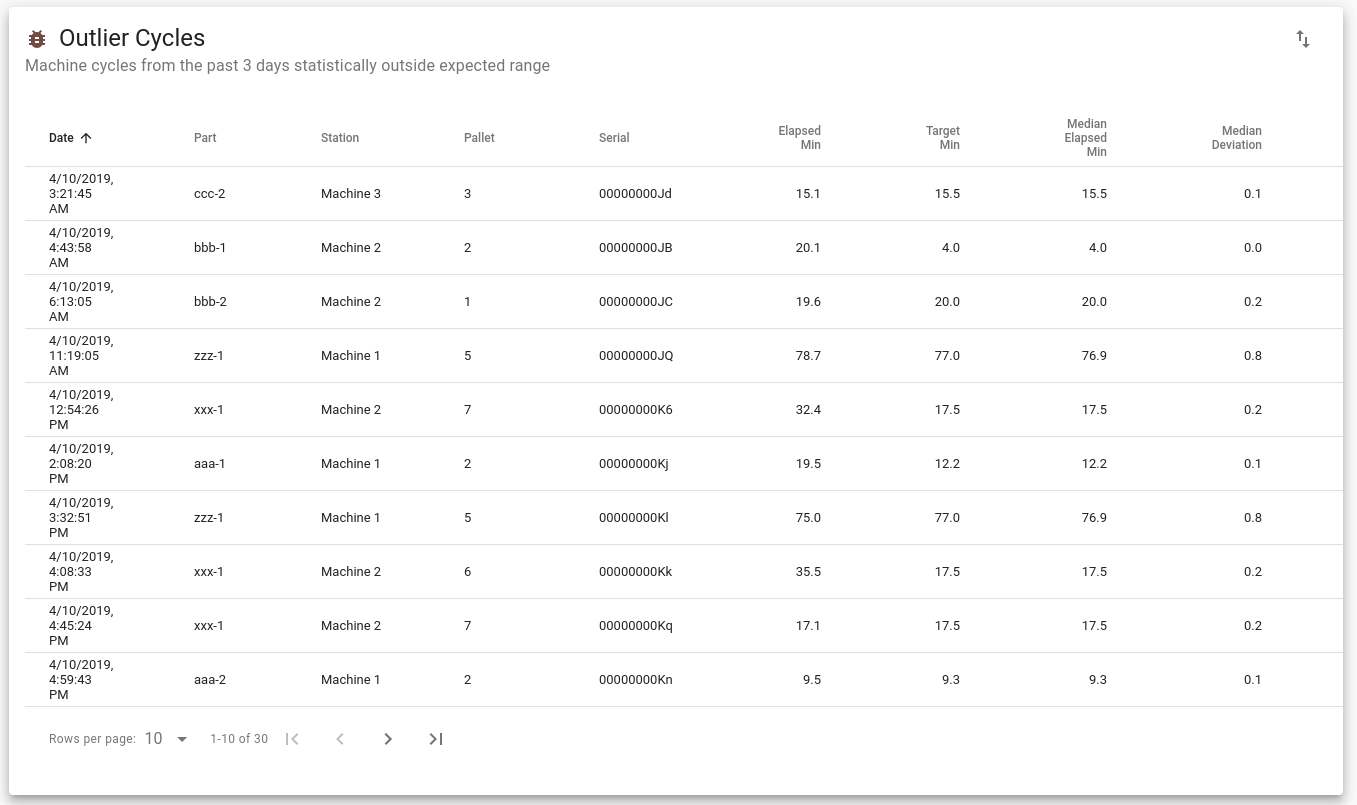 Outlier Cycles
Machine cycles from the past 3 days statistically outside expected range
Date Part Station Pallet Serial Elapsed Min Target Min Median Elapsed Min Median Deviation
4/10/2019, 3:21:45 AM ccc-2 Machine 3 3 00000000Jd 15.1 15.5 15.5 0.1
4/10/2019, 4:43:58 AM bbb-1 Machine 2 2 00000000JB 20.1 4.0 4.0 0.0
4/10/2019, 6:13:05 AM bbb-2 Machine 2 1 00000000JC 19.6 20.0 20.0 0.2
4/10/2019, 11:19:05 AM zzz-1 Machine 1 5 00000000JQ 78.7 77.0 76.9 0.8
4/10/2019, 12:54:26 PM xxx-1 Machine 2 7 00000000K6 32.4 17.5 17.5 0.2
4/10/2019, 2:08:20 PM aaa-1 Machine 1 2 00000000Kj 19.5 12.2 12.2 0.1
4/10/2019, 3:32:51 PM zzz-1 Machine 1 5 00000000Kl 75.0 77.0 76.9 0.8
4/10/2019, 4:08:33 PM xxx-1 Machine 2 6 00000000Kk 35.5 17.5 17.5 0.2
4/10/2019, 4:45:24 PM xxx-1 Machine 2 7 00000000Kq 17.1 17.5 17.5 0.2
4/10/2019, 4:59:43 PM aaa-2 Machine 1 2 00000000Kn 9.5 9.3 9.3 0.1
Rows per page: 10 1-10 of 30